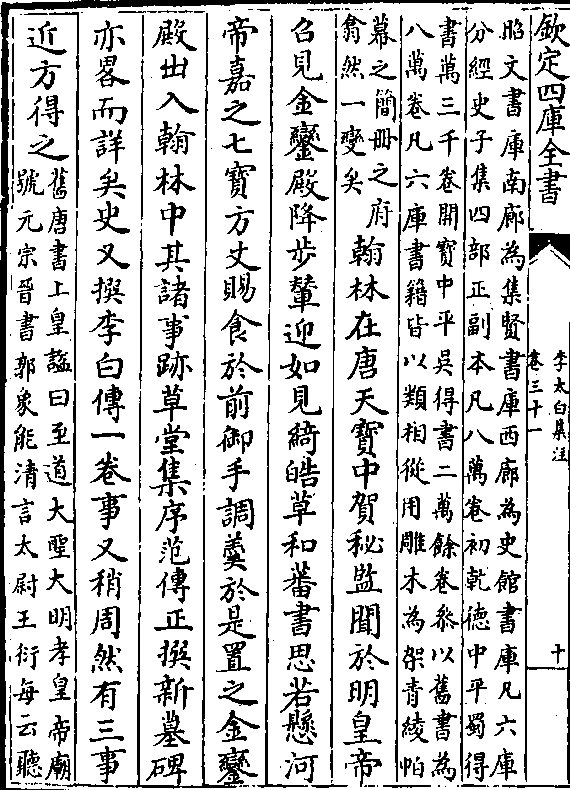 欽定四庫全書
李太白集注
卷三十一
十
昭文書庫南廊為集賢書庫西廊為史館書庫凡六庫
分經史子集四部正副本凡八萬卷初乾德中平蜀得
書萬三千卷開寶中平吳得書二萬餘卷叅以舊書為
八萬卷凡六庫書籍皆以類相從用雕木為架青綾帕
幕之簡冊之府
翕然一變矣
翰林在唐天寶中賀秘監聞於明皇帝
召見金鑾殿降步輦迎如見綺皓草和蕃書思若懸河
帝嘉之七寶方丈賜食於前御手調羮於是置之金鑾
殿出入翰林中其諸事跡草堂集序范傳正撰新墓碑
亦畧而詳矣史又撰李白傳一卷事又稍周然有三事
近方得之
舊唐書上皇諡曰至道大聖大明孝皇帝廟
號元宗晉書郭象能清言太尉王衍每云聽